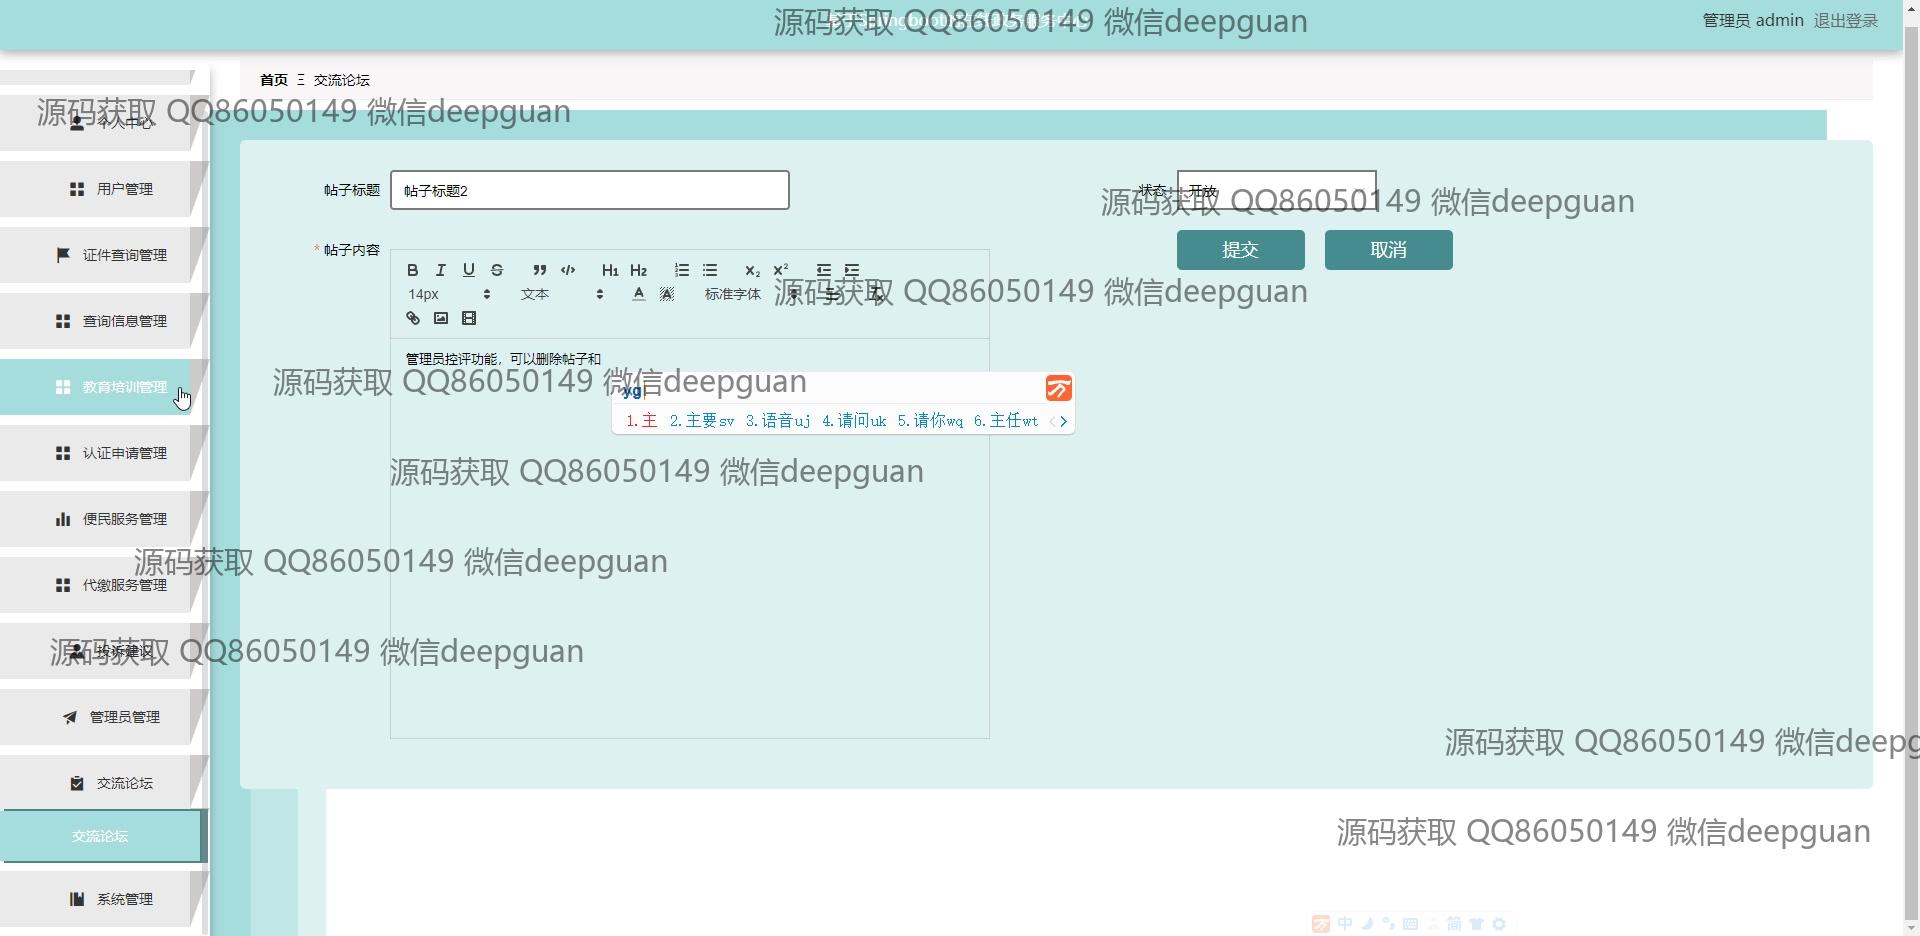 源码获取 QQ86050149 微信deepguan
管理员 admin 退出登录
首页 Ξ 交流论坛
源码获取 QQ86050149 微信deepguan
个人中心
用户管理
证件查询管理
查询信息管理
教育培训管理
认证申请管理
便民服务管理
代缴服务管理
投诉建议
管理员管理
交流论坛
交流论坛
系统管理
帖子标题 帖子标题2
状态 开放
源码获取 QQ86050149 微信deepguan
提交 取消
* 帖子内容
B I U S ” </> H1 H2 X2 X2
14px 文本 A A 标准字体
源码获取 QQ86050149 微信deepguan
管理员控评功能，可以删除帖子和
源码获取 QQ86050149 微信deepguan
yg
1.主 2.主要sv 3.语音uj 4.请问uk 5.请你wq 6.主任wt
源码获取 QQ86050149 微信deepguan
源码获取 QQ86050149 微信deepguan
源码获取 QQ86050149 微信deepguan
源码获取 QQ86050149 微信deepg
源码获取 QQ86050149 微信deepguan
中 简